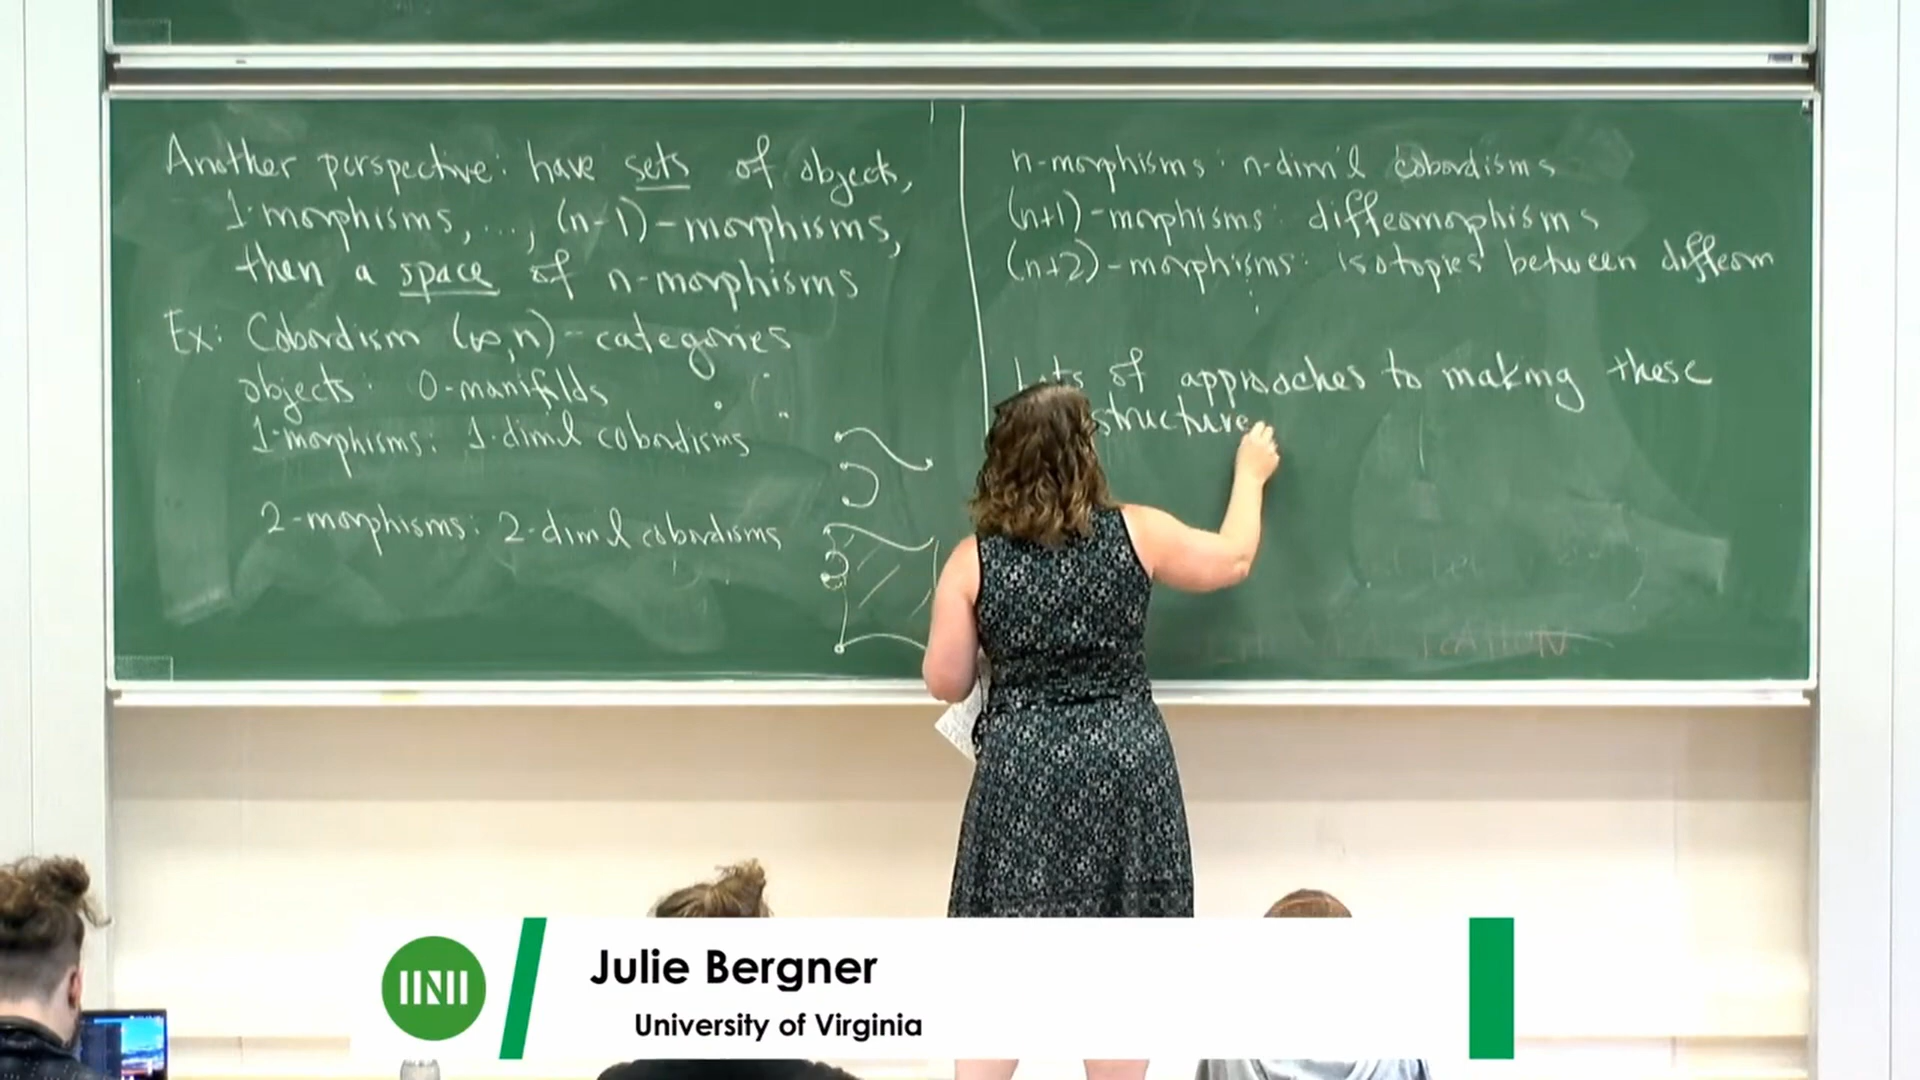 Another perspective: have sets of objects,
1-morphisms, ..., (n-1)-morphisms,
then a space of n-morphisms
Ex: Cobordism (∞,n)-categories
objects: 0-manifolds
1-morphisms: 1-dim'l cobordisms
2-morphisms: 2-dim'l cobordisms
n-morphisms: n-dim'l cobordisms
(n+1)-morphisms: diffeomorphisms
(n+2)-morphisms: isotopies between diffeom
Lots of approaches to making these
structure
Julie Bergner
University of Virginia